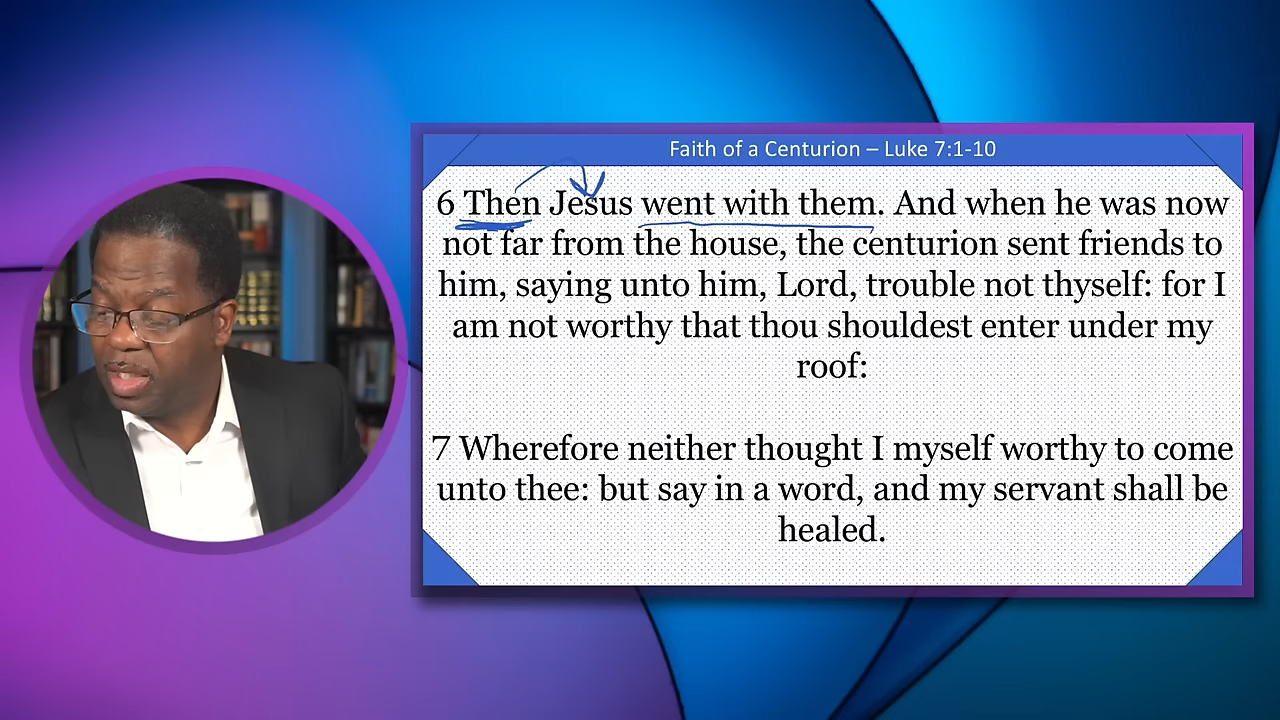 Faith of a Centurion – Luke 7:1-10
6 Then Jesus went with them. And when he was now
not far from the house, the centurion sent friends to
him, saying unto him, Lord, trouble not thyself: for I
am not worthy that thou shouldest enter under my
roof:
7 Wherefore neither thought I myself worthy to come
unto thee: but say in a word, and my servant shall be
healed.